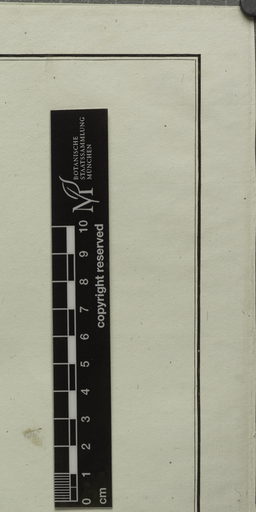 BOTANISCHE
STAATSSAMMLUNG
MÜNCHEN
M
copyright reserved
0 1 2 3 4 5 6 7 8 9 10
cm